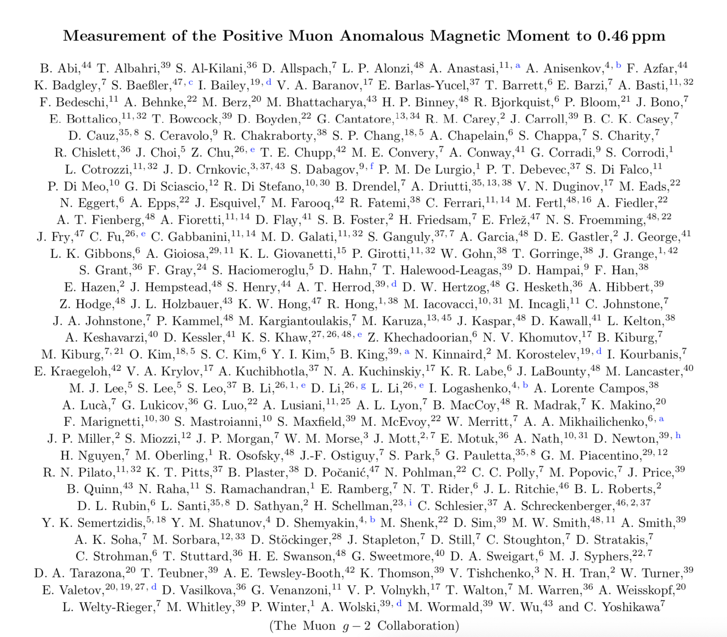 Measurement of the Positive Muon Anomalous Magnetic Moment to 0.46 ppm
B. Abi,44 T. Albahri,39 S. Al-Kilani,36 D. Allspach,7 L. P. Alonzi,48 A. Anastasi,11, a A. Anisenkov,4, b F. Azfar,44
K. Badgley,7 S. Baeßler,47, c I. Bailey,19, d V. A. Baranov,17 E. Barlas-Yucel,37 T. Barrett,6 E. Barzi,7 A. Basti,11, 32
F. Bedeschi,11 A. Behnke,22 M. Berz,20 M. Bhattacharya,43 H. P. Binney,48 R. Bjorkquist,6 P. Bloom,21 J. Bono,7
E. Bottalico,11, 32 T. Bowcock,39 D. Boyden,22 G. Cantatore,13, 34 R. M. Carey,2 J. Carroll,39 B. C. K. Casey,7
D. Cauz,35, 8 S. Ceravolo,9 R. Chakraborty,38 S. P. Chang,18, 5 A. Chapelain,6 S. Chappa,7 S. Charity,7
R. Chislett,36 J. Choi,5 Z. Chu,26, e T. E. Chupp,42 M. E. Convery,7 A. Conway,41 G. Corradi,9 S. Corrodi,1
L. Cotrozzi,11, 32 J. D. Crnkovic,3, 37, 43 S. Dabagov,9, f P. M. De Lurgio,1 P. T. Debevec,37 S. Di Falco,11
P. Di Meo,10 G. Di Sciascio,12 R. Di Stefano,10, 30 B. Drendel,7 A. Driutti,35, 13, 38 V. N. Duginov,17 M. Eads,22
N. Eggert,6 A. Epps,22 J. Esquivel,7 M. Farooq,42 R. Fatemi,38 C. Ferrari,11, 14 M. Fertl,48, 16 A. Fiedler,22
A. T. Fienberg,48 A. Fioretti,11, 14 D. Flay,41 S. B. Foster,2 H. Friedsam,7 E. Frlež,47 N. S. Froemming,48, 22
J. Fry,47 C. Fu,26, e C. Gabbanini,11, 14 M. D. Galati,11, 32 S. Ganguly,37, 7 A. Garcia,48 D. E. Gastler,2 J. George,41
L. K. Gibbons,6 A. Gioiosa,29, 11 K. L. Giovanetti,15 P. Girotti,11, 32 W. Gohn,38 T. Gorringe,38 J. Grange,1, 42
S. Grant,36 F. Gray,24 S. Haciomeroglu,5 D. Hahn,7 T. Halewood-Leagas,39 D. Hampai,9 F. Han,38
E. Hazen,2 J. Hempstead,48 S. Henry,44 A. T. Herrod,39, d D. W. Hertzog,48 G. Hesketh,36 A. Hibbert,39
Z. Hodge,48 J. L. Holzbauer,43 K. W. Hong,47 R. Hong,1, 38 M. Iacovacci,10, 31 M. Incagli,11 C. Johnstone,7
J. A. Johnstone,7 P. Kammel,48 M. Kargiantoulakis,7 M. Karuza,13, 45 J. Kaspar,48 D. Kawall,41 L. Kelton,38
A. Keshavarzi,40 D. Kessler,41 K. S. Khaw,27, 26, 48, e Z. Khechadoorian,6 N. V. Khomutov,17 B. Kiburg,7
M. Kiburg,7, 21 O. Kim,18, 5 S. C. Kim,6 Y. I. Kim,5 B. King,39, a N. Kinnaird,2 M. Korostelev,19, d I. Kourbanis,7
E. Kraegeloh,42 V. A. Krylov,17 A. Kuchibhotla,37 N. A. Kuchinskiy,17 K. R. Labe,6 J. LaBounty,48 M. Lancaster,40
M. J. Lee,5 S. Lee,5 S. Leo,37 B. Li,26, 1, e D. Li,26, g L. Li,26, e I. Logashenko,4, b A. Lorente Campos,38
A. Lucà,7 G. Lukicov,36 G. Luo,22 A. Lusiani,11, 25 A. L. Lyon,7 B. MacCoy,48 R. Madrak,7 K. Makino,20
F. Marignetti,10, 30 S. Mastroianni,10 S. Maxfield,39 M. McEvoy,22 W. Merritt,7 A. A. Mikhailichenko,6, a
J. P. Miller,2 S. Miozzi,12 J. P. Morgan,7 W. M. Morse,3 J. Mott,2, 7 E. Motuk,36 A. Nath,10, 31 D. Newton,39, h
H. Nguyen,7 M. Oberling,1 R. Osofsky,48 J.-F. Ostiguy,7 S. Park,5 G. Pauletta,35, 8 G. M. Piacentino,29, 12
R. N. Pilato,11, 32 K. T. Pitts,37 B. Plaster,38 D. Počanić,47 N. Pohlman,22 C. C. Polly,7 M. Popovic,7 J. Price,39
B. Quinn,43 N. Raha,11 S. Ramachandran,1 E. Ramberg,7 N. T. Rider,6 J. L. Ritchie,46 B. L. Roberts,2
D. L. Rubin,6 L. Santi,35, 8 D. Sathyan,2 H. Schellman,23, i C. Schlesier,37 A. Schreckenberger,46, 2, 37
Y. K. Semertzidis,5, 18 Y. M. Shatunov,4 D. Shemyakin,4, b M. Shenk,22 D. Sim,39 M. W. Smith,48, 11 A. Smith,39
A. K. Soha,7 M. Sorbara,12, 33 D. Stöckinger,28 J. Stapleton,7 D. Still,7 C. Stoughton,7 D. Stratakis,7
C. Strohman,6 T. Stuttard,36 H. E. Swanson,48 G. Sweetmore,40 D. A. Sweigart,6 M. J. Syphers,22, 7
D. A. Tarazona,20 T. Teubner,39 A. E. Tewsley-Booth,42 K. Thomson,39 V. Tishchenko,3 N. H. Tran,2 W. Turner,39
E. Valetov,20, 19, 27, d D. Vasilkova,36 G. Venanzoni,11 V. P. Volnykh,17 T. Walton,7 M. Warren,36 A. Weisskopf,20
L. Welty-Rieger,7 M. Whitley,39 P. Winter,1 A. Wolski,39, d M. Wormald,39 W. Wu,43 and C. Yoshikawa7
(The Muon g − 2 Collaboration)